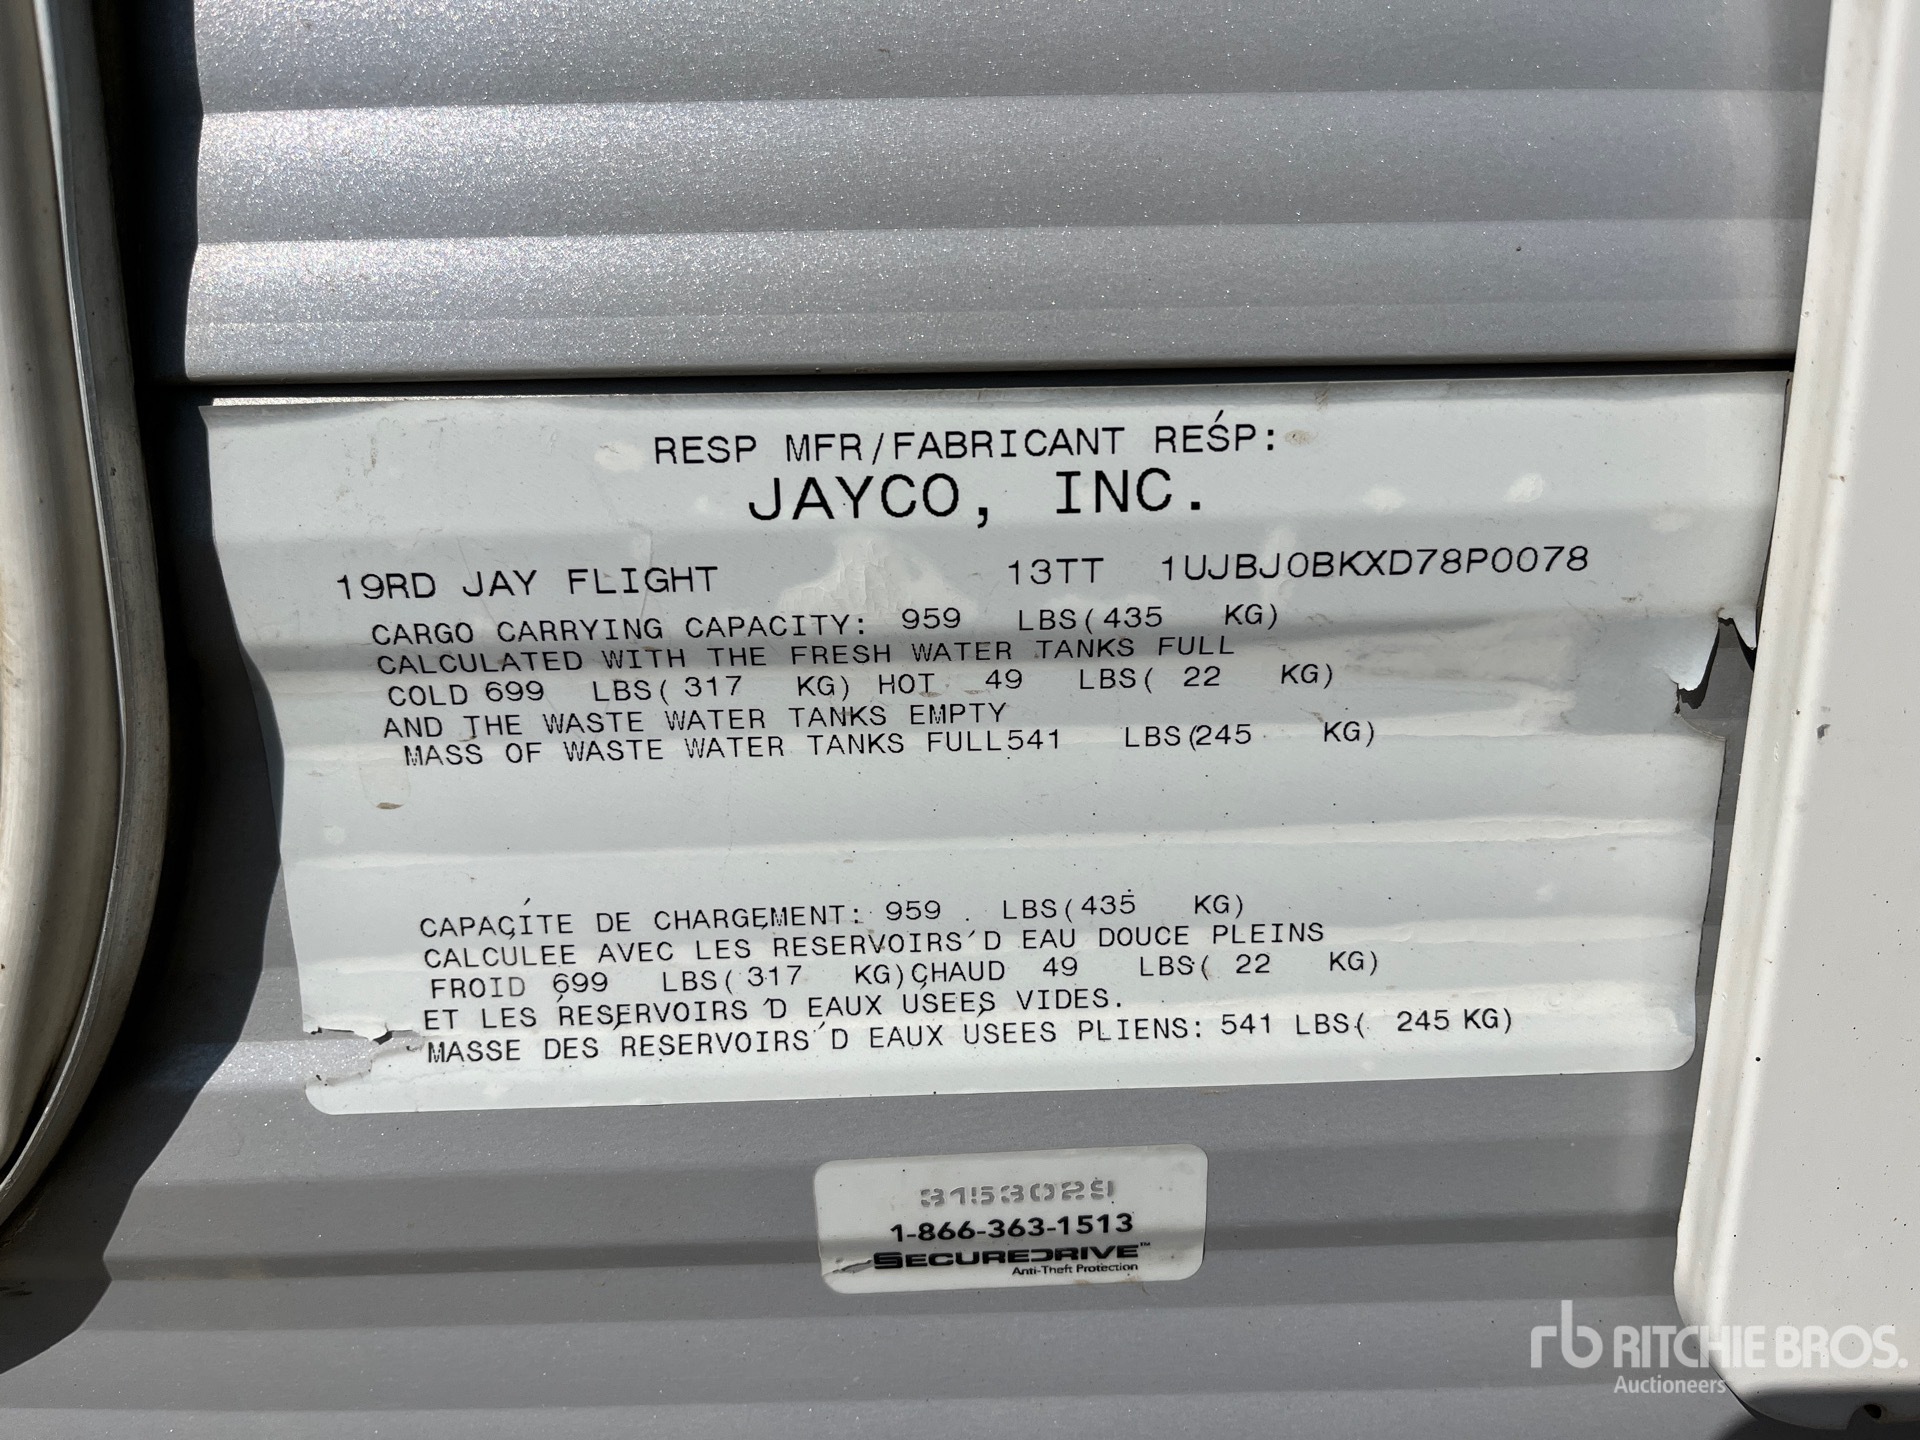 RESP MFR/FABRICANT REŚP:
JAYCO, INC.
19RD JAY FLIGHT 13TT 1UJBJ0BKXD78P0078
CARGO CARRYING CAPACITY: 959 LBS(435 KG)
CALCULATED WITH THE FRESH WATER TANKS FULL
COLD 699 LBS( 317 KG) HOT 49 LBS( 22 KG)
AND THE WASTE WATER TANKS EMPTY
MASS OF WASTE WATER TANKS FULL541 LBS(245 KG)
CAPAÇÍTE DE CHARGEMENT: 959 LBS(435 KG)
CALCULEE AVEC LES RESERVOIRS'D EAU DOUCE PLEINS
FROID 699 LBS( 317 KG)CHAUD 49 LBS( 22 KG)
ET LES RESERVOIRS 'D EAUX USEES VIDES.
MASSE DES RESERVOIRS'D EAUX USEES PLIENS: 541 LBS( 245 KG)
3153029
1-866-363-1513
SECUREDRIVE™
Anti-Theft Protection
rb RITCHIE BROS.
Auctioneers